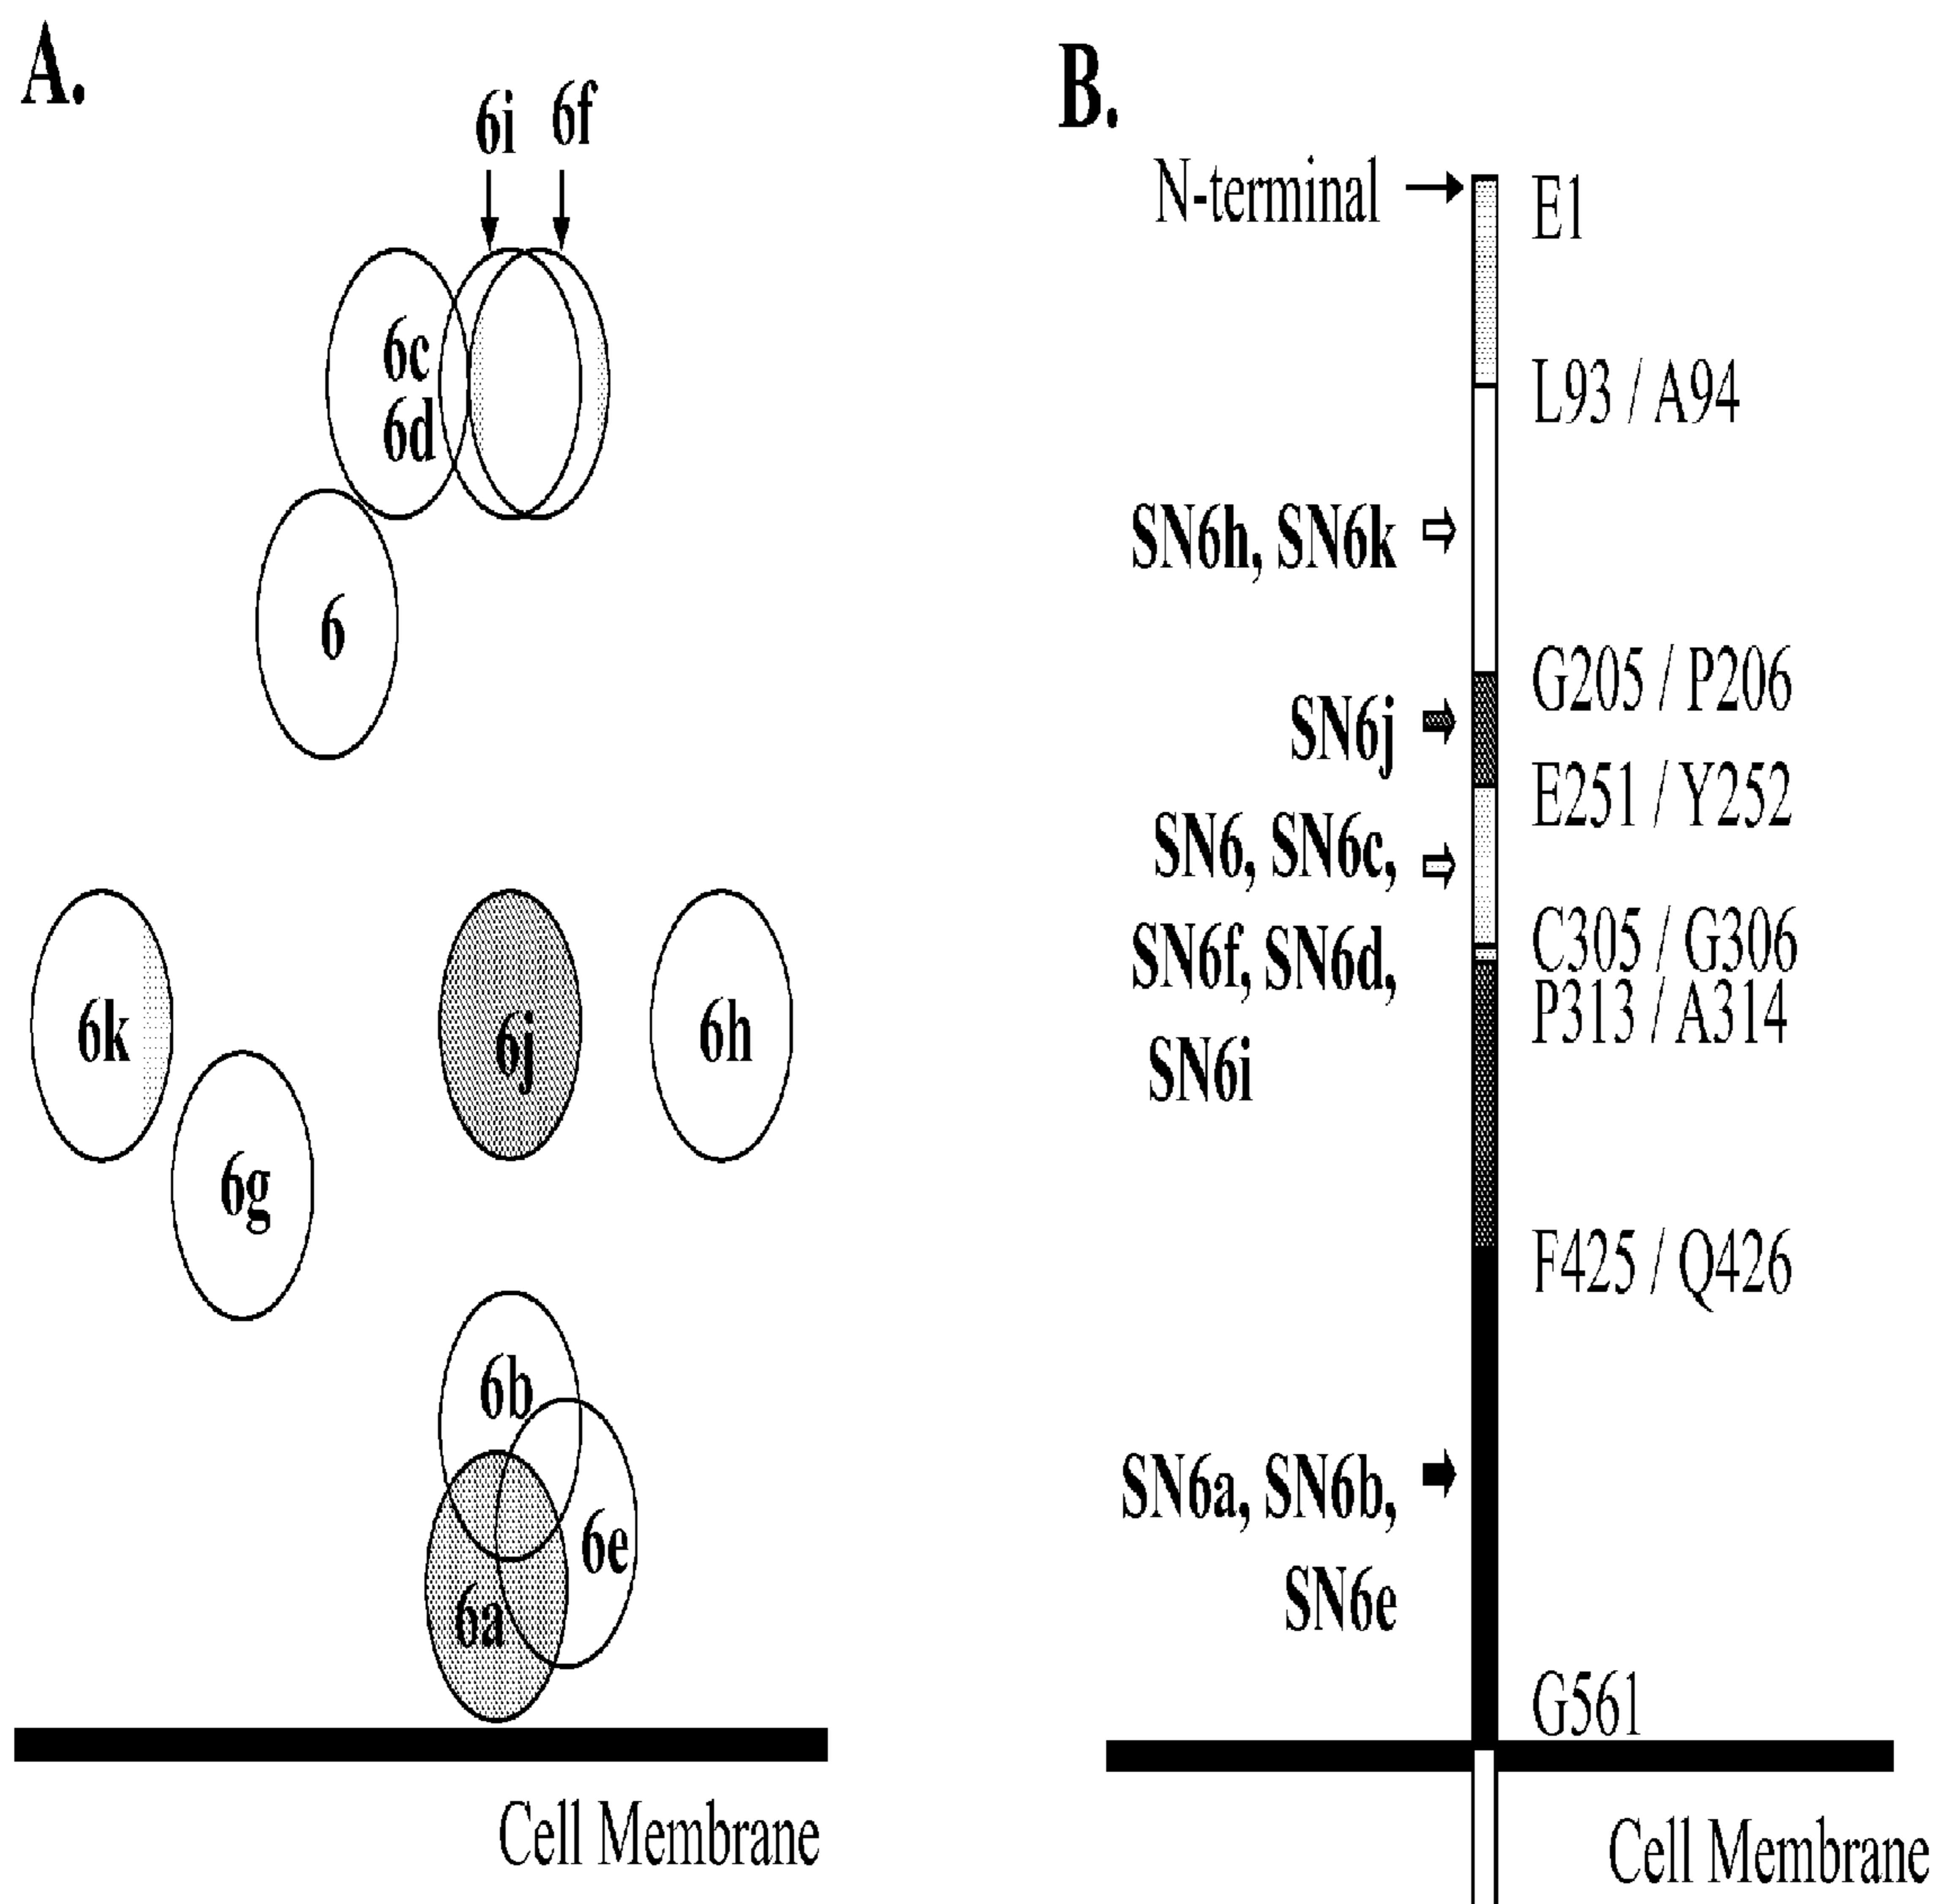 A.
6i 6f
6c
6d
6
6k
6j
6h
6g
6b
6e
6a
Cell Membrane
B.
N-terminal
E1
L93 / A94
SN6h, SN6k
G205 / P206
SN6j
E251 / Y252
SN6, SN6c,
C305 / G306
SN6f, SN6d,
P313 / A314
SN6i
F425 / Q426
SN6a, SN6b,
SN6e
G561
Cell Membrane